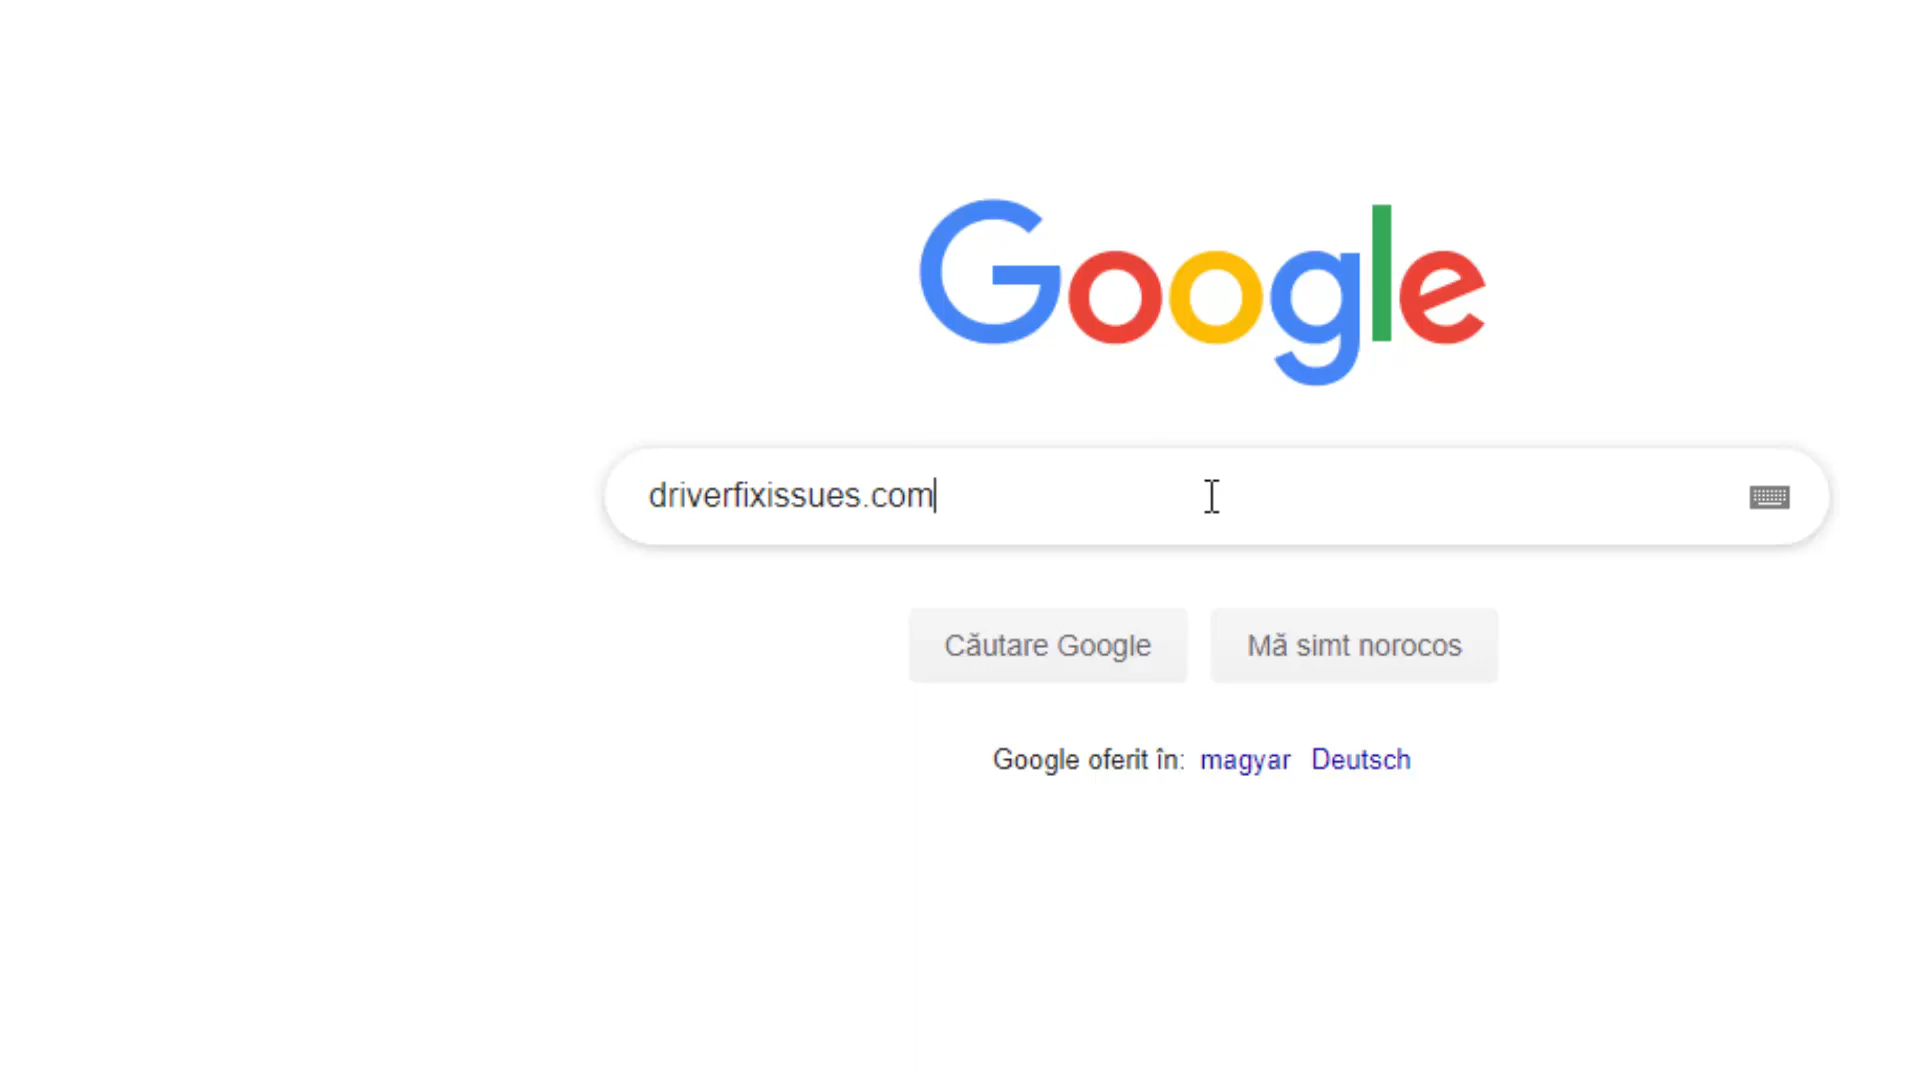 Google
driverfixissues.com
Căutare Google
Mă simt norocos
Google oferit în: magyar Deutsch